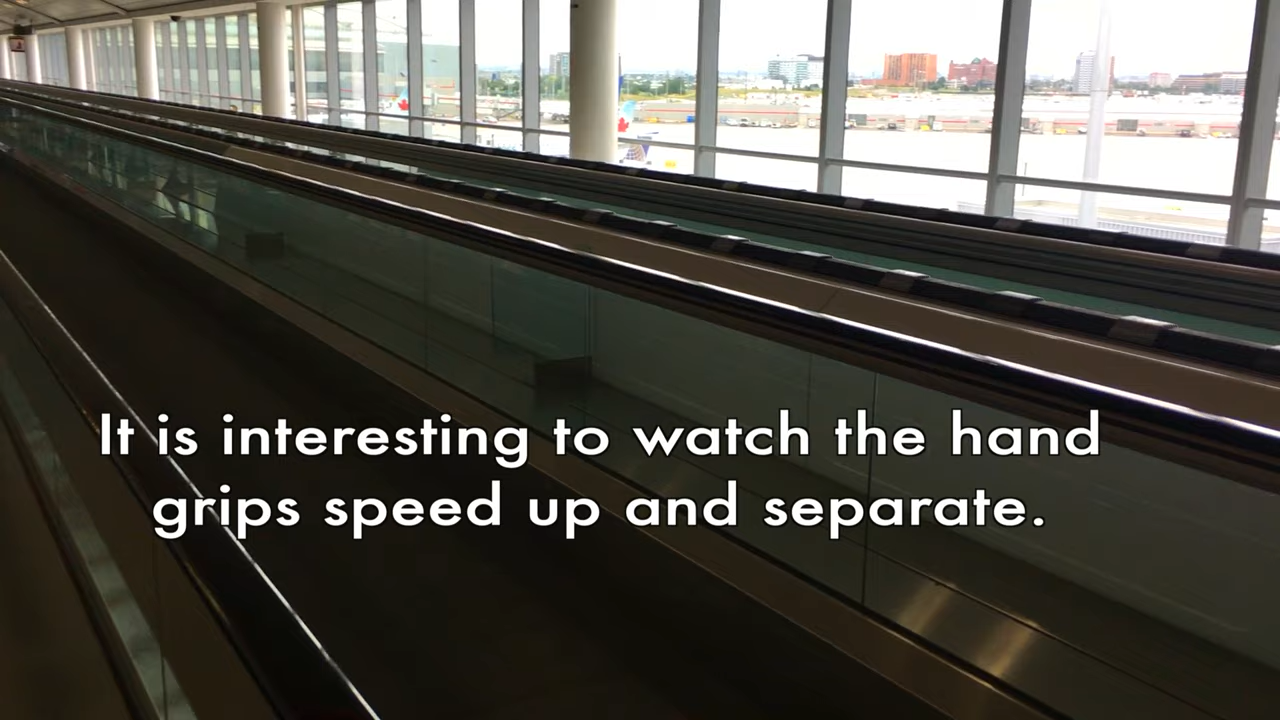 It is interesting to watch the hand
grips speed up and separate.